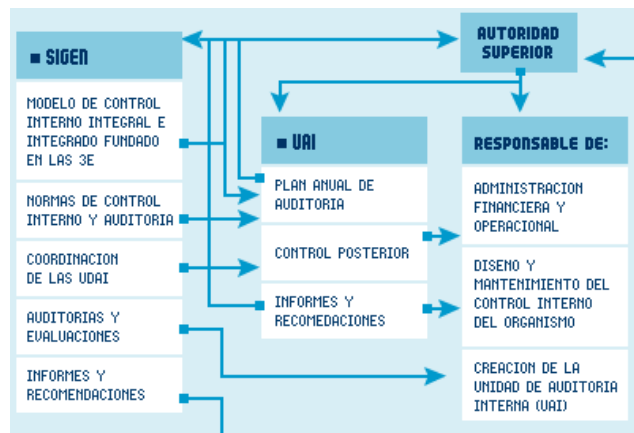 AUTORIDAD
SUPERIOR
SIGEN
MODELO DE CONTROL
INTERNO INTEGRAL E
INTEGRADO FUNDADO
EN LAS 3E
NORMAS DE CONTROL
INTERNO Y AUDITORIA
COORDINACION
DE LAS UDAI
AUDITORIAS Y
EVALUACIONES
INFORMES Y
RECOMENDACIONES
UAI
PLAN ANUAL DE
AUDITORIA
CONTROL POSTERIOR
INFORMES Y
RECOMEDACIONES
RESPONSABLE DE:
ADMINISTRACION
FINANCIERA Y
OPERACIONAL
DISENO Y
MANTENIMIENTO DEL
CONTROL INTERNO
DEL ORGANISMO
CREACION DE LA
UNIDAD DE AUDITORIA
INTERNA (UAI)